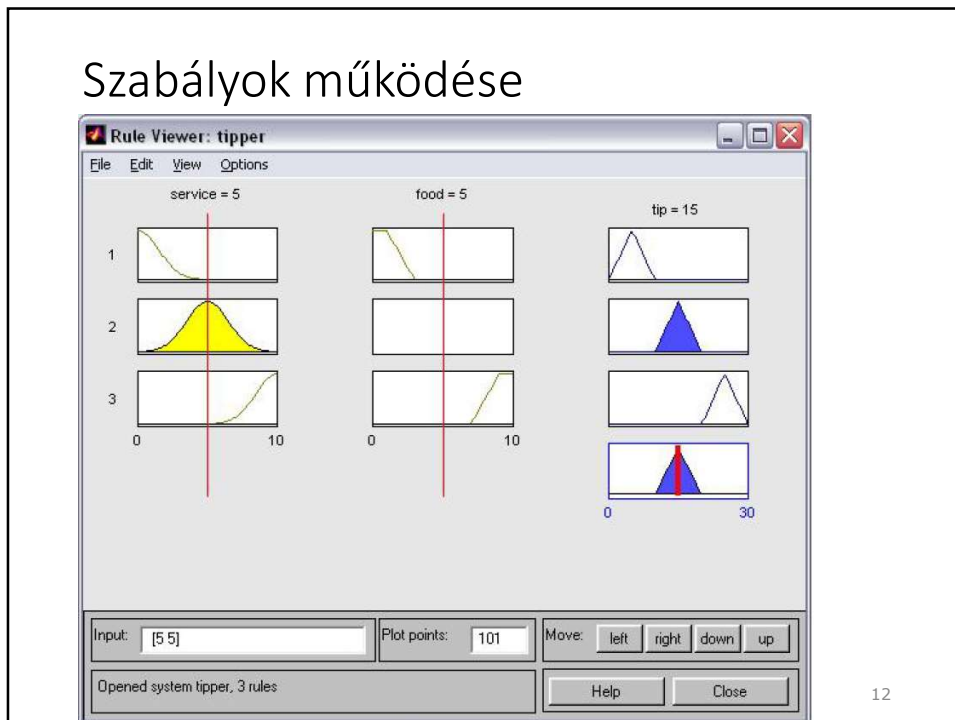 Szabályok működése
Rule Viewer: tipper
File Edit View Options
service = 5 food = 5 tip = 15
1
2
3
0 10 0 10
0 30
Input: [5 5] Plot points: 101 Move: left right down up
Opened system tipper, 3 rules Help Close
12